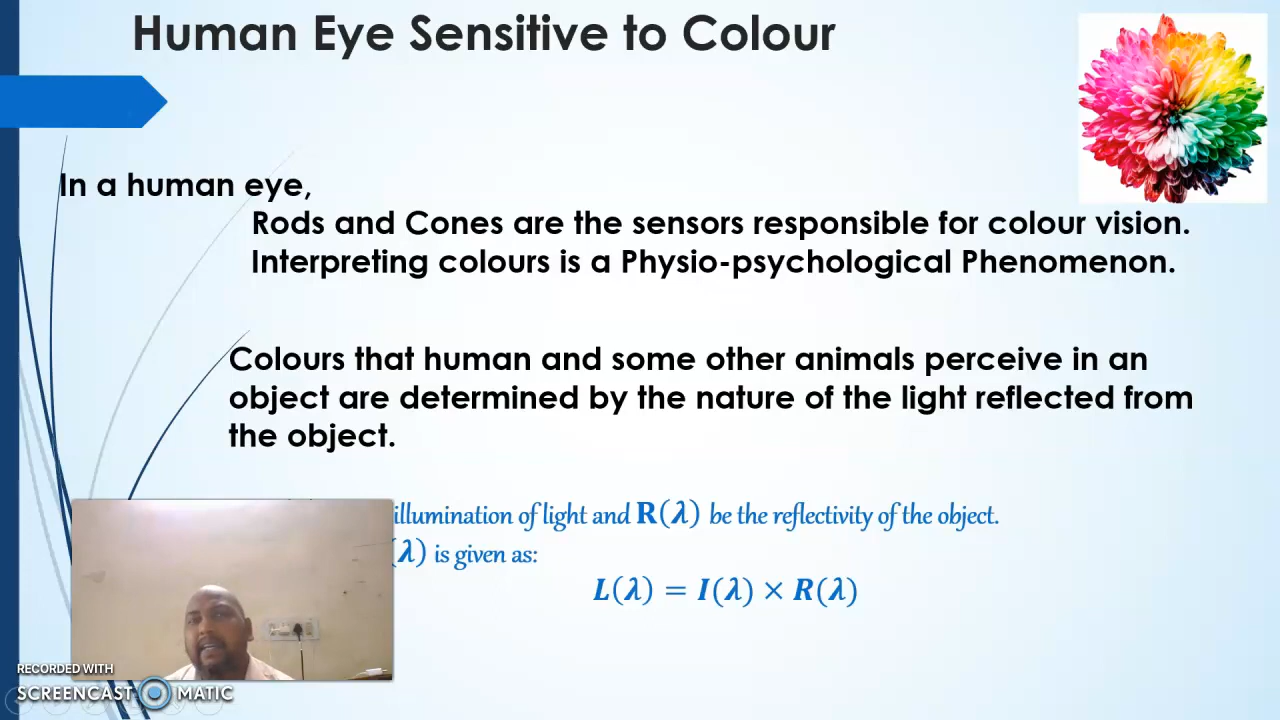 Human Eye Sensitive to Colour
In a human eye,
Rods and Cones are the sensors responsible for colour vision.
Interpreting colours is a Physio-psychological Phenomenon.
Colours that human and some other animals perceive in an
object are determined by the nature of the light reflected from
the object.
illumination of light and R(λ) be the reflectivity of the object.
(λ) is given as:
L(λ) = I(λ) × R(λ)
RECORDED WITH
SCREENCAST MATIC